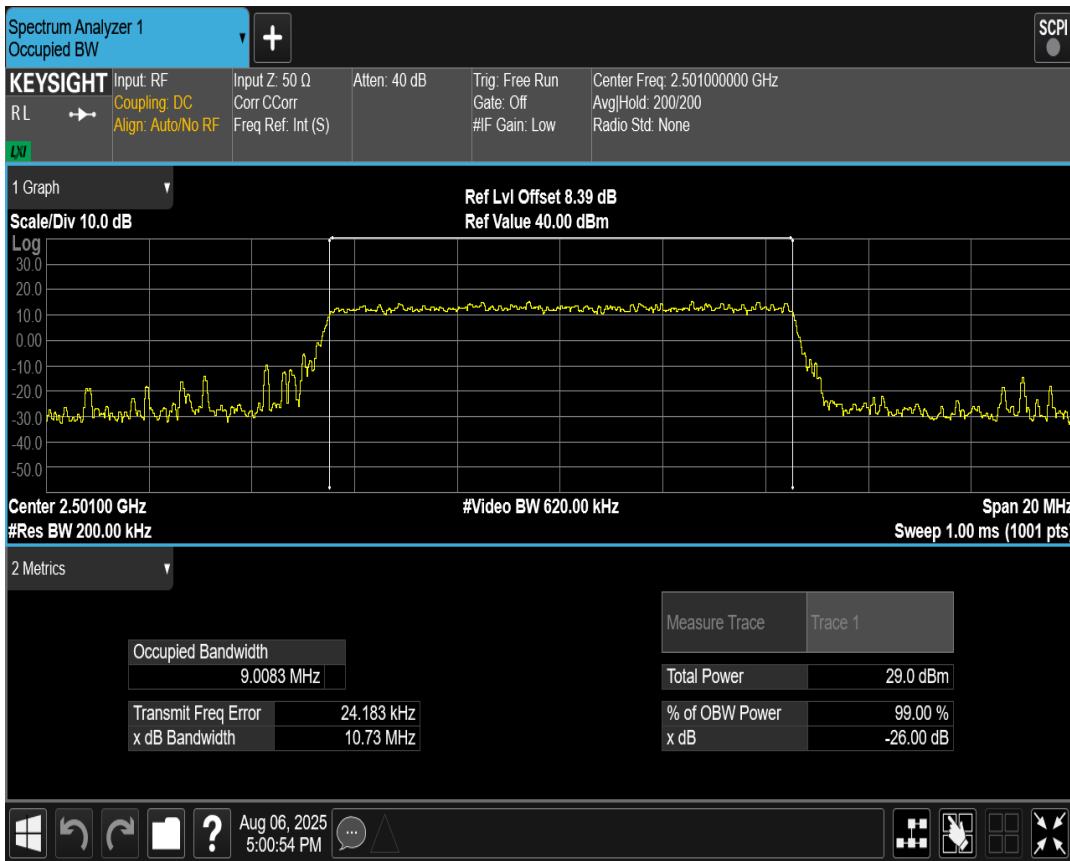 Spectrum Analyzer 1
Occupied BW
▼
+
SCPI
KEYSIGHT
R L
LXI
Input: RF
Coupling: DC
Align: Auto/No RF
Input Z: 50 Ω
Corr CCorr
Freq Ref: Int (S)
Atten: 40 dB
Trig: Free Run
Gate: Off
#IF Gain: Low
Center Freq: 2.501000000 GHz
Avg|Hold: 200/200
Radio Std: None
1 Graph ▼
Ref Lvl Offset 8.39 dB
Scale/Div 10.0 dB Ref Value 40.00 dBm
Log
30.0
20.0
10.0
0.00
-10.0
-20.0
-30.0
-40.0
-50.0
Center 2.50100 GHz #Video BW 620.00 kHz Span 20 MHz
#Res BW 200.00 kHz Sweep 1.00 ms (1001 pts)
2 Metrics ▼
Measure Trace Trace 1
Occupied Bandwidth
9.0083 MHz
Total Power 29.0 dBm
Transmit Freq Error 24.183 kHz % of OBW Power 99.00 %
x dB Bandwidth 10.73 MHz x dB -26.00 dB
?
Aug 06, 2025
5:00:54 PM